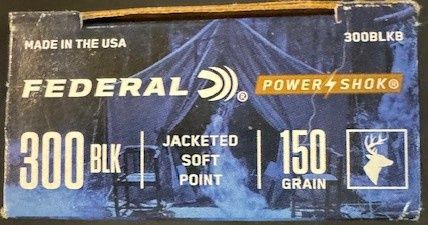 MADE IN THE USA 300BLKB
FEDERAL® POWER⚡SHOK®
300 BLK JACKETED SOFT POINT 150 GRAIN